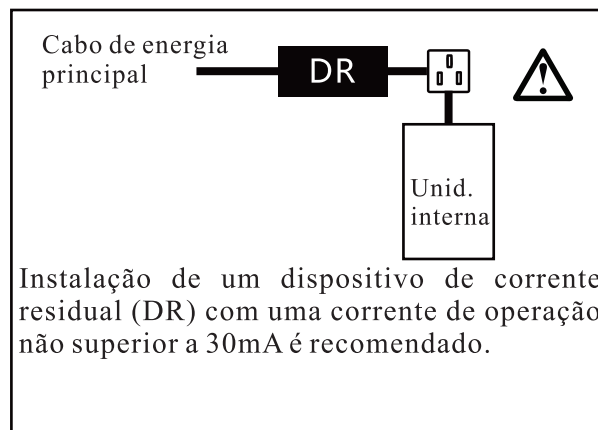 Cabo de energia
principal
DR
Unid.
interna
Instalação de um dispositivo de corrente
residual (DR) com uma corrente de operação
não superior a 30mA é recomendado.